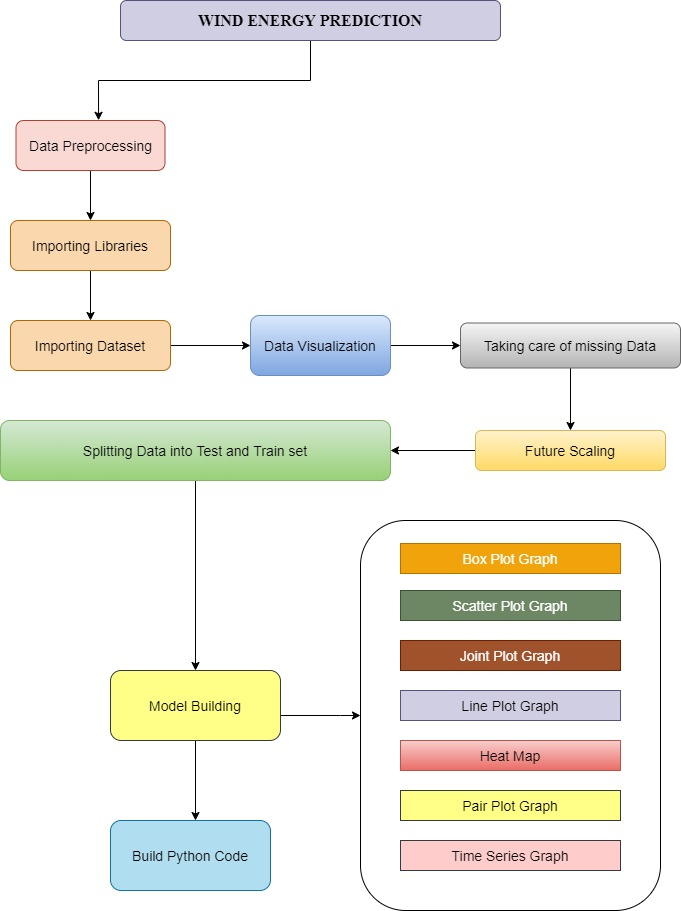 WIND ENERGY PREDICTION
Data Preprocessing
Importing Libraries
Importing Dataset
Data Visualization
Taking care of missing Data
Future Scaling
Splitting Data into Test and Train set
Model Building
Box Plot Graph
Scatter Plot Graph
Joint Plot Graph
Line Plot Graph
Heat Map
Pair Plot Graph
Time Series Graph
Build Python Code